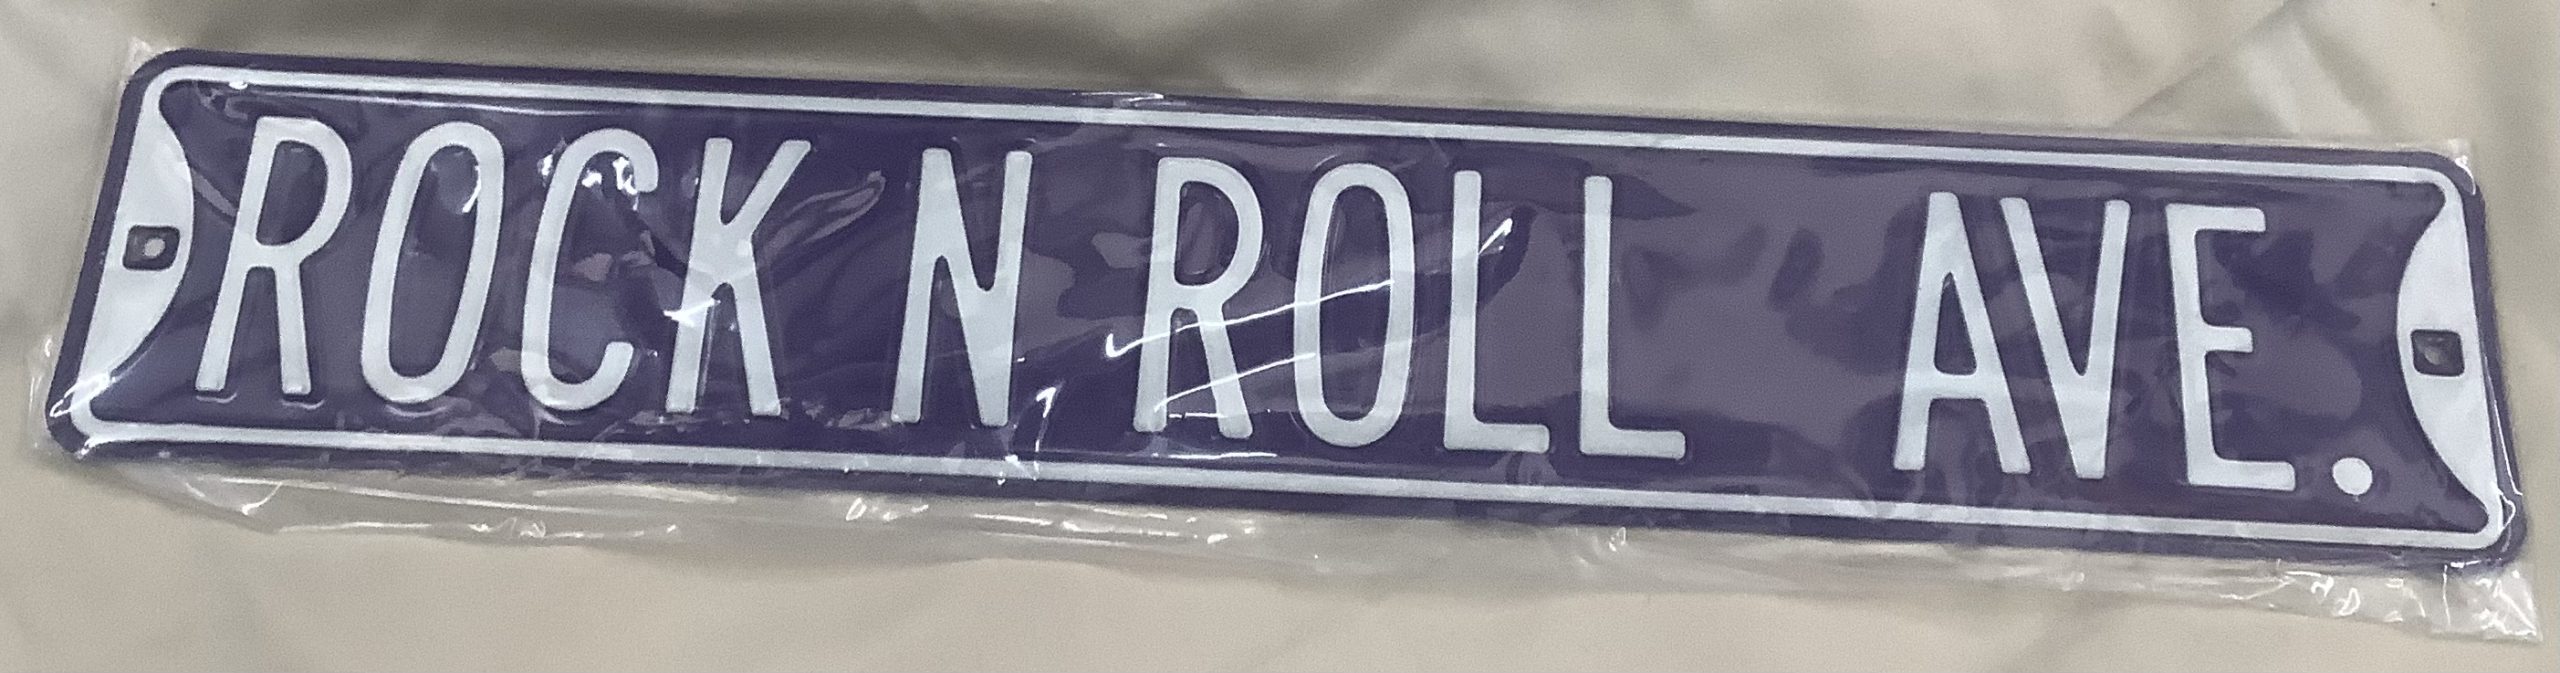 ROCK N ROLL AVE.